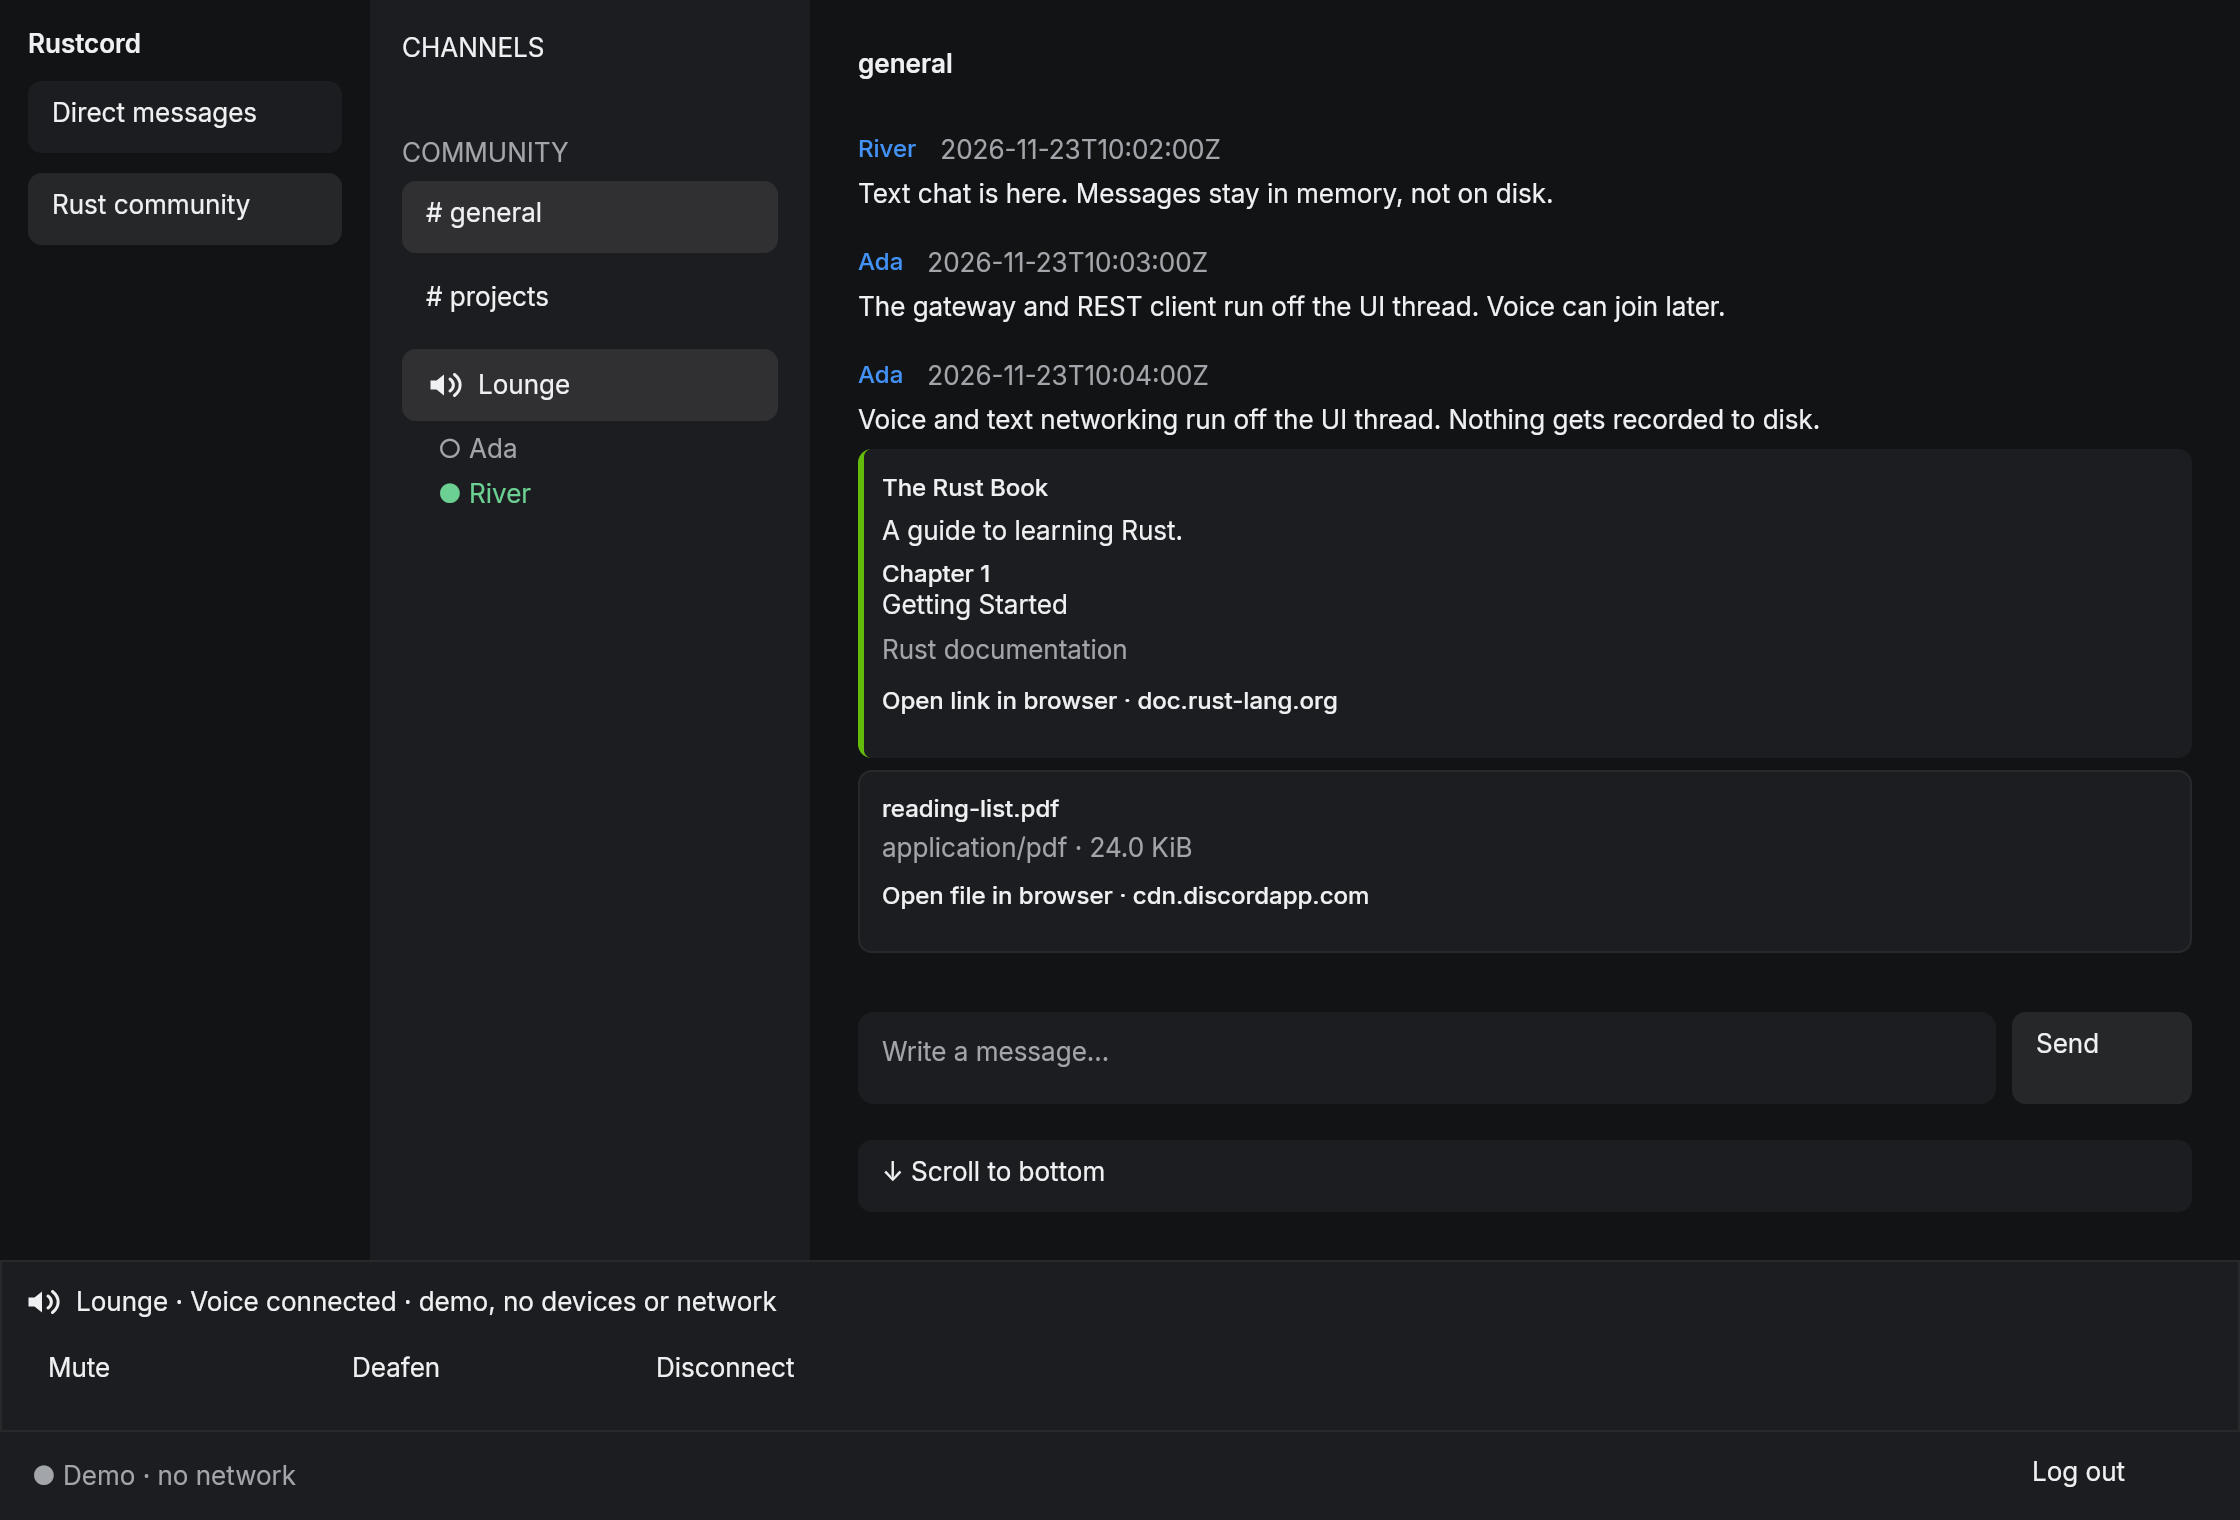 Rustcord
Direct messages
Rust community
CHANNELS
COMMUNITY
# general
# projects
Lounge
Ada
River
general
River 2026-11-23T10:02:00Z
Text chat is here. Messages stay in memory, not on disk.
Ada 2026-11-23T10:03:00Z
The gateway and REST client run off the UI thread. Voice can join later.
Ada 2026-11-23T10:04:00Z
Voice and text networking run off the UI thread. Nothing gets recorded to disk.
The Rust Book
A guide to learning Rust.
Chapter 1
Getting Started
Rust documentation
Open link in browser · doc.rust-lang.org
reading-list.pdf
application/pdf · 24.0 KiB
Open file in browser · cdn.discordapp.com
Write a message...
Send
↓ Scroll to bottom
Lounge · Voice connected · demo, no devices or network
Mute Deafen Disconnect
Demo · no network
Log out